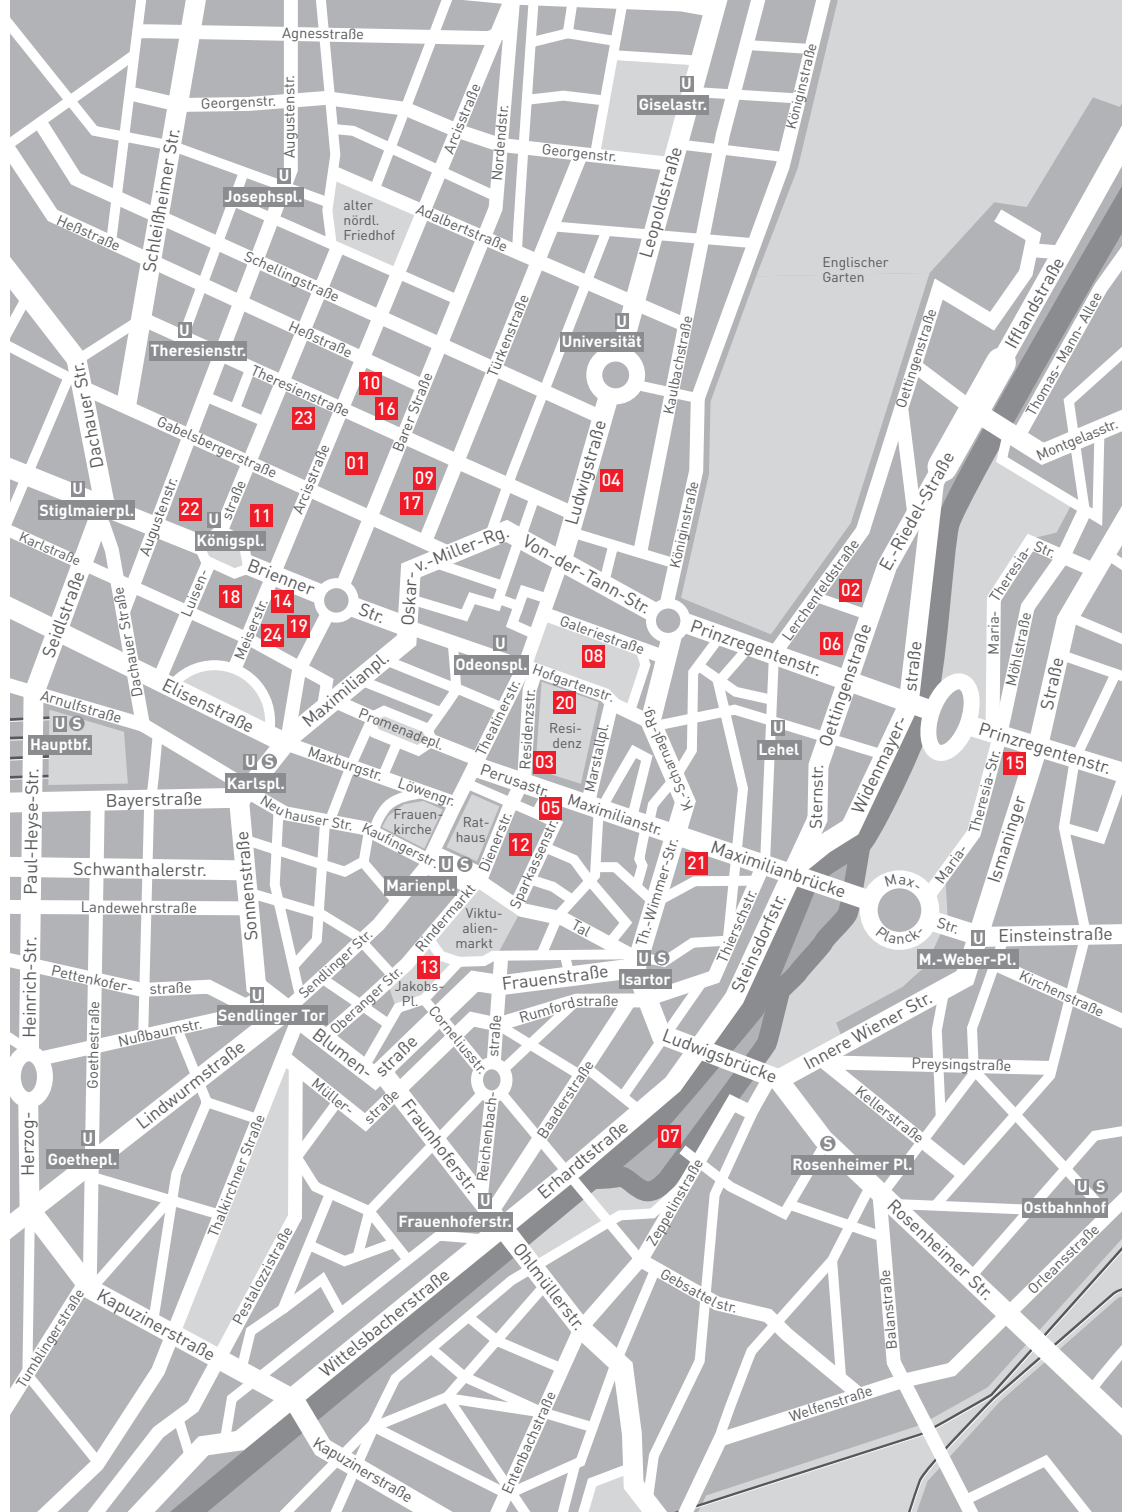 Agnesstraße
Georgenstr.
Augustenstr.
Arcisstraße
Nordendstr.
Georgenstr.
U
Giselastr.
Königinstraße
Schleißheimer Str.
U
Josephspl.
alter
nördl.
Friedhof
Adalbertstraße
Leopoldstraße
Heßstraße
Schellingstraße
Englischer
Garten
Ifflandstraße
Thomas- Mann- Allee
U
Theresienstr.
Heßstraße
Türkenstraße
U
Universität
Kaulbachstraße
Oettingenstraße
Dachauer Str.
Theresienstraße
10
16
23
Barer Straße
Montgelasstr.
Gabelsbergerstraße
Arcisstraße
01
09
17
Ludwigstraße
04
E.-Riedel-Straße
U
Stiglmaierpl.
Augustenstr.
22
straße
U
11
Königspl.
Königinstraße
Karlstraße
Brienner
Str.
Oskar-
v.-Miller-Rg.
Von-der-Tann-Str.
Lerchenfeldstraße
02
Theresia-
Str.
Maria-
Seidlstraße
Dachauer Straße
Luisen-
18
14
19
24
Meiserstr.
Galeriestraße
08
Prinzregentenstr.
06
Möhlstraße
Straße
U
Odeonspl.
Hofgartenstr.
20
Resi-
denz
Elisenstraße
Maximilianpl.
Promenadepl.
Theatinerstr.
Residenzstr.
Marstallpl.
K.-Scharnagl-Rg.
Oettingenstraße
straße
Widenmayer-
Arnulfstraße
U S
Hauptbf.
U S
Karlspl.
Maxburgstr.
Löwengr.
Perusastr.
03
05
U
Lehel
Sternstr.
Prinzregentenstr.
15
Theresia-Str.
Maria-
Ismaninger
Paul-Heyse-Str.
Bayerstraße
Neuhauser Str.
Kaufingerstr.
Frauen-
kirche
Rat-
haus
Dienerstr.
12
Sparkassenstr.
Maximilianstr.
21
Maximilianbrücke
Max-
Planck-
Str.
Schwanthalerstr.
Sonnenstraße
U S
Marienpl.
Th.-Wimmer-Str.
Thierschstr.
Steinsdorfstr.
Landewehrstraße
Rindermarkt
Viktu-
alien-
markt
Tal
U
M.-Weber-Pl.
Einsteinstraße
Heinrich-Str.
Pettenkofer-
straße
Sendlinger Str.
13
Jakobs-
Pl.
Oberanger Str.
Frauenstraße
U S
Isartor
Kirchenstraße
U
Sendlinger Tor
Nußbaumstr.
Goethestraße
Corneliusstr.
straße
Rumfordstraße
Ludwigsbrücke
Innere Wiener Str.
Preysingstraße
Lindwurmstraße
Blumen-
straße
Müller-
straße
Fraunhoferstr.
Reichenbach-
Baaderstraße
Kellerstraße
Herzog-
U
Goethepl.
Thalkirchner Straße
Erhardtstraße
07
S
Rosenheimer Pl.
U S
Ostbahnhof
U
Frauenhoferstr.
Zeppelinstraße
Rosenheimer Str.
Orleansstraße
Pestalozzistraße
Ohlmüllerstr.
Gebsattelstr.
Balanstraße
Tumblingerstraße
Kapuzinerstraße
Wittelsbacherstraße
Welfenstraße
Entenbachstraße
Kapuzinerstraße